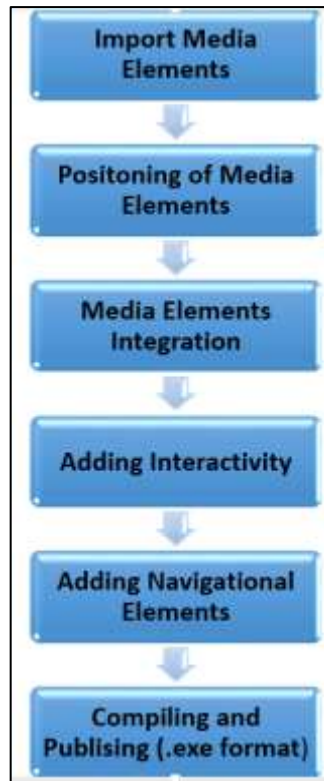 Import Media
Elements
Positoning of Media
Elements
Media Elements
Integration
Adding Interactivity
Adding Navigational
Elements
Compiling and
Publising (.exe format)